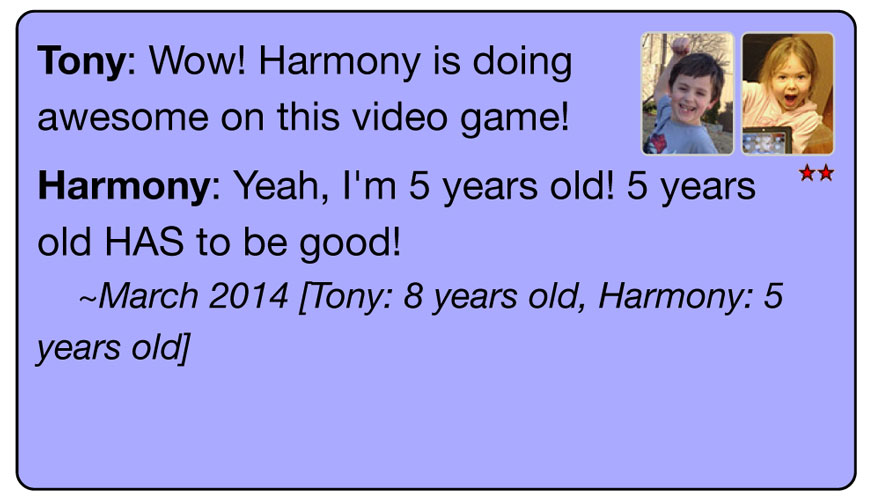 Tony: Wow! Harmony is doing
awesome on this video game!
Harmony: Yeah, I'm 5 years old! 5 years
old HAS to be good!
~March 2014 [Tony: 8 years old, Harmony: 5
years old]